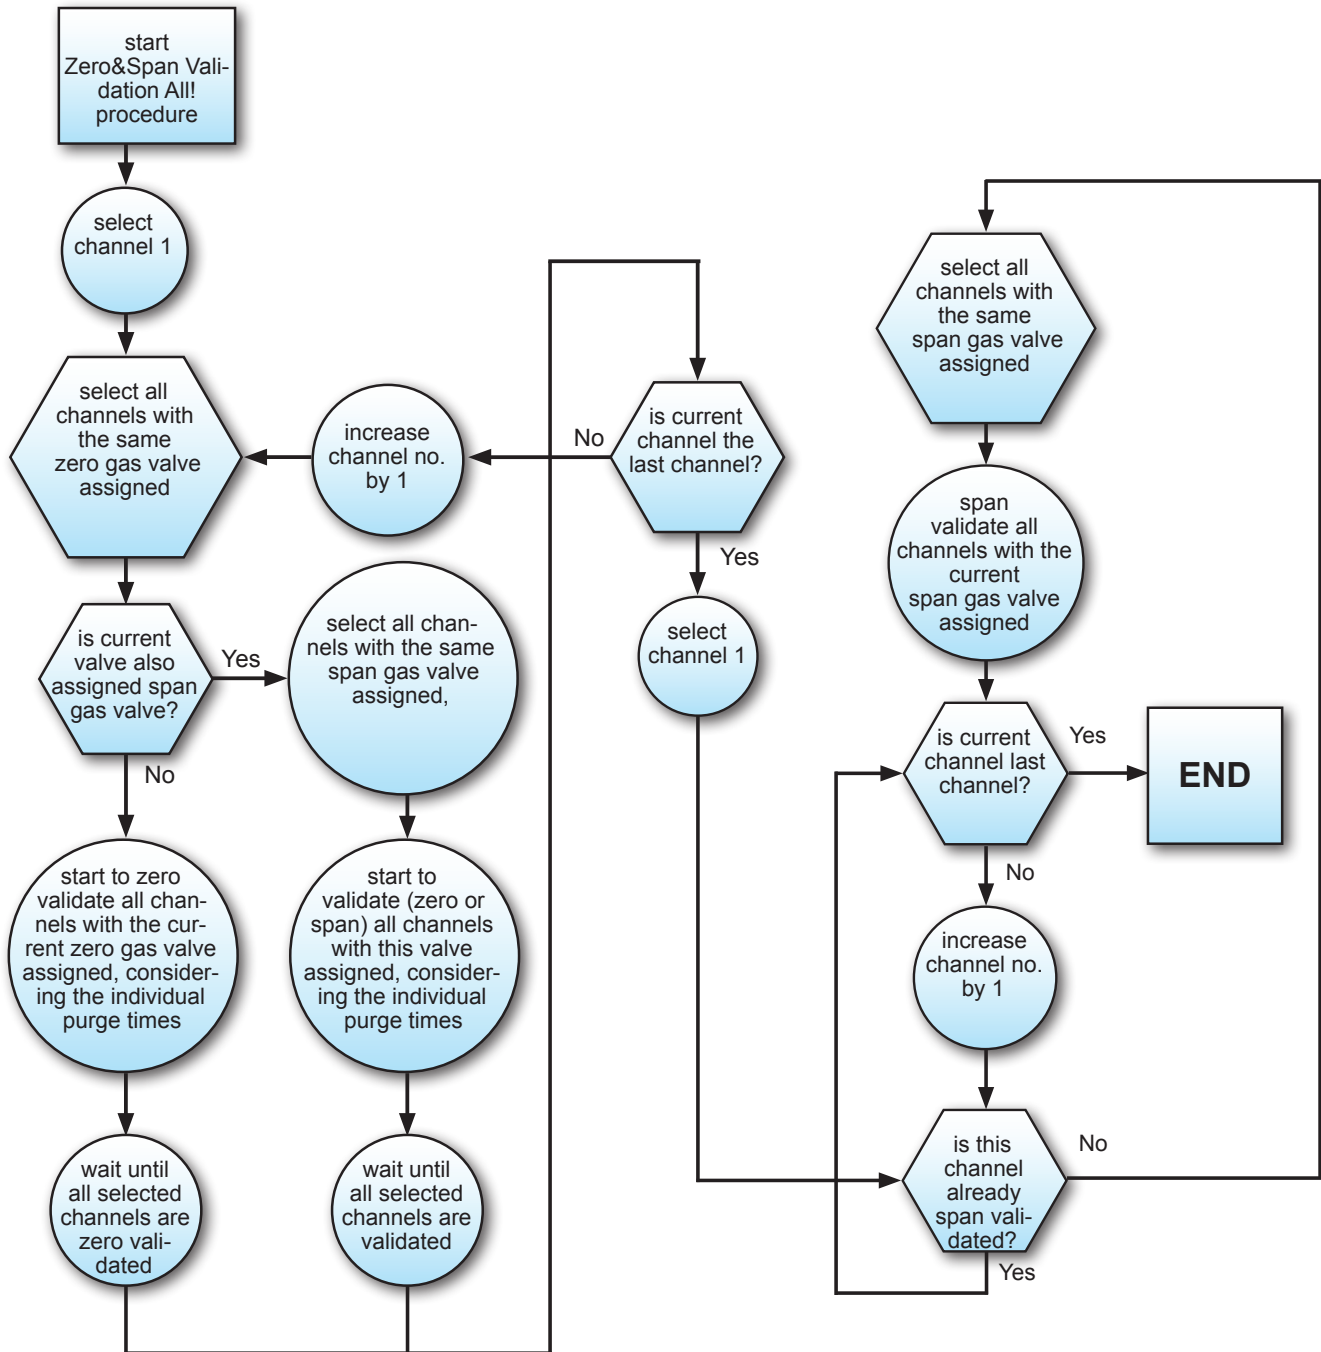 start
Zero&Span Vali-
dation All!
procedure
select
channel 1
select all
channels with
the same
zero gas valve
assigned
increase
channel no.
by 1
No
is current
channel the
last channel?
Yes
select
channel 1
is current
valve also
assigned span
gas valve?
Yes
No
select all chan-
nels with the same
span gas valve
assigned,
start to zero
validate all chan-
nels with the cur-
rent zero gas valve
assigned, consider-
ing the individual
purge times
start to
validate (zero or
span) all channels
with this valve
assigned, consider-
ing the individual
purge times
wait until
all selected
channels are
zero vali-
dated
wait until
all selected
channels are
validated
select all
channels with
the same
span gas valve
assigned
span
validate all
channels with the
current
span gas valve
assigned
is current
channel last
channel?
Yes
END
No
increase
channel no.
by 1
is this
channel
already
span vali-
dated?
No
Yes